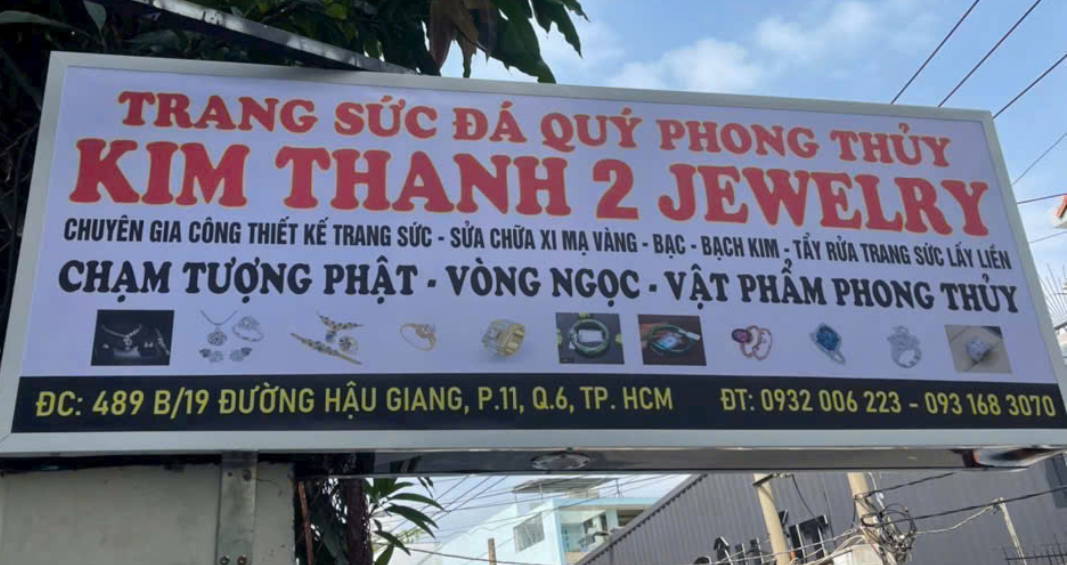 TRANG SỨC ĐÁ QUÝ PHONG THỦY
KIM THANH 2 JEWELRY
CHUYÊN GIA CÔNG THIẾT KẾ TRANG SỨC - SỬA CHỮA XI MẠ VÀNG - BẠC - BẠCH KIM - TẨY RỬA TRANG SỨC LẤY LIỀN
CHẠM TƯỢNG PHẬT - VÒNG NGỌC - VẬT PHẨM PHONG THỦY
ĐC: 489 B/19 ĐƯỜNG HẬU GIANG, P.11, Q.6, TP. HCM ĐT: 0932 006 223 - 093 168 3070